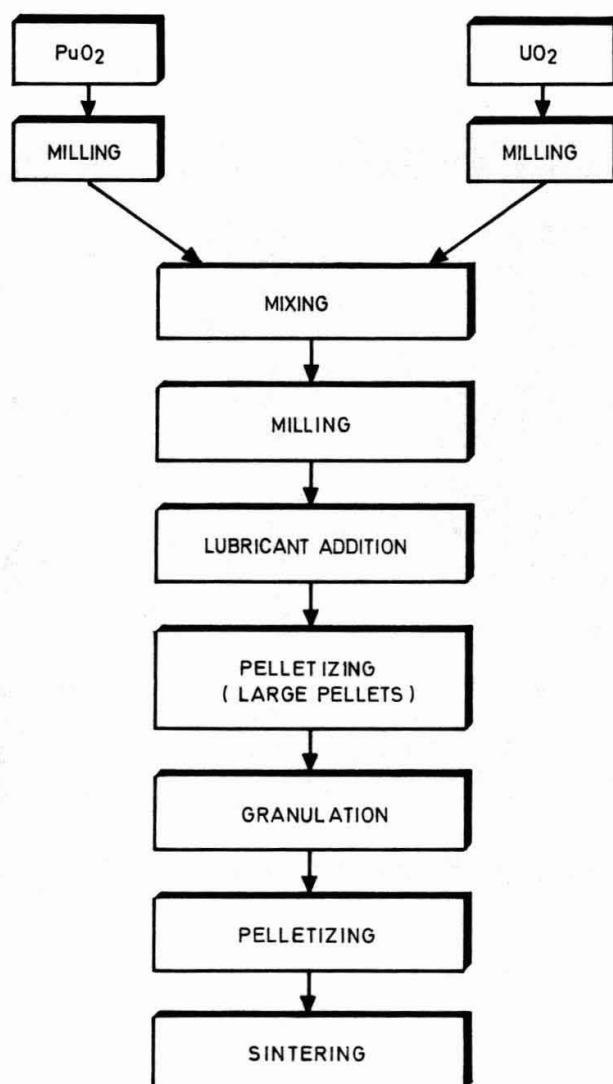 PuO2
UO2
MILLING
MILLING
MIXING
MILLING
LUBRICANT ADDITION
PELLETIZING
( LARGE PELLETS )
GRANULATION
PELLETIZING
SINTERING